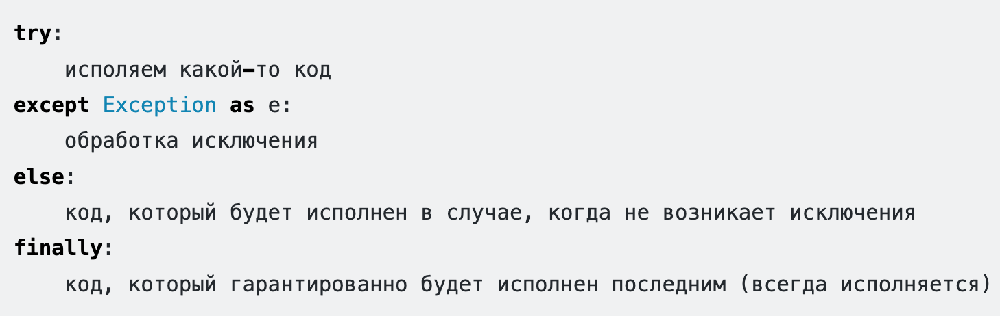 try:
исполяем какой-то код
except Exception as e:
обработка исключения
else:
код, который будет исполнен в случае, когда не возникает исключения
finally:
код, который гарантированно будет исполнен последним (всегда исполняется)